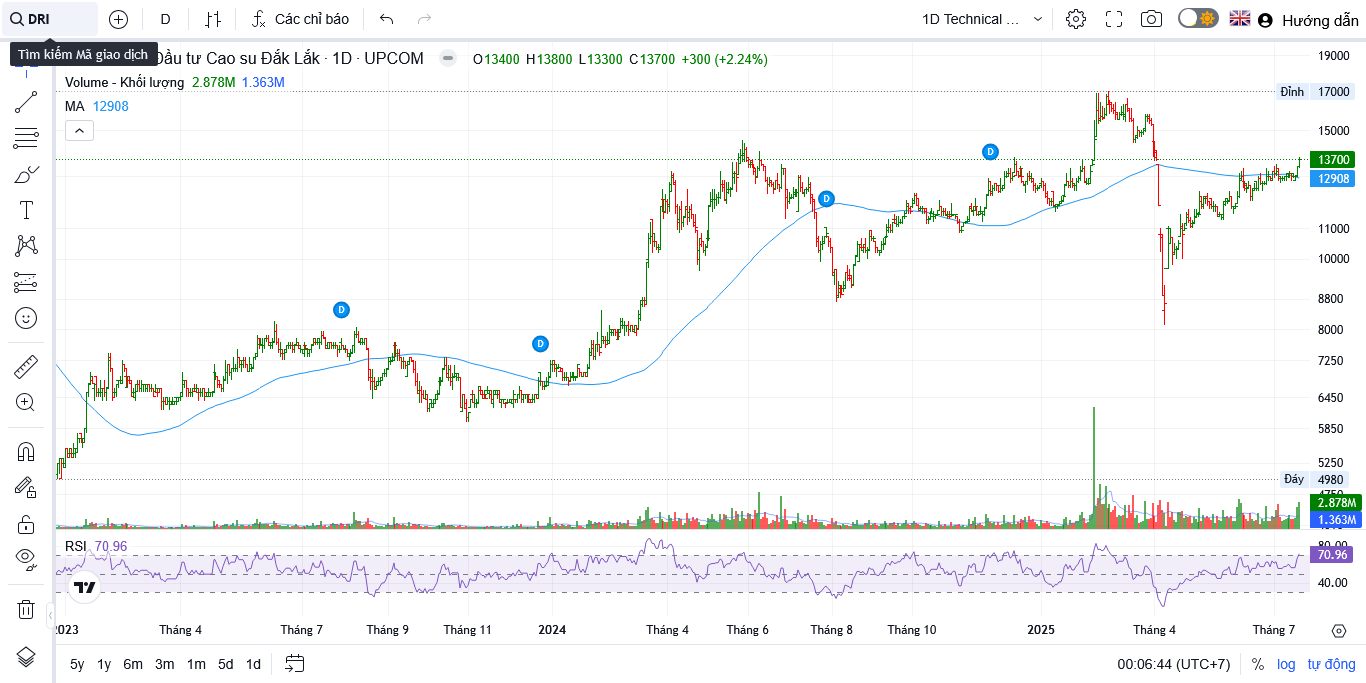 DRI
D
Các chỉ báo
1D Technical ...
Hướng dẫn
Tìm kiếm Mã giao dịch
Đầu tư Cao su Đắk Lắk · 1D · UPCOM
O13400 H13800 L13300 C13700 +300 (+2.24%)
Volume - Khối lượng 2.878M 1.363M
MA 12908
19000
Đỉnh 17000
15000
13700
12908
11000
10000
8800
8000
7250
6450
5850
5250
Đáy 4980
2.878M
1.363M
D
D
D
D
RSI 70.96
80.00
70.96
40.00
2023
Tháng 4
Tháng 7
Tháng 9
Tháng 11
2024
Tháng 4
Tháng 6
Tháng 8
Tháng 10
2025
Tháng 4
Tháng 7
5y 1y 6m 3m 1m 5d 1d
00:06:44 (UTC+7) % log tự động